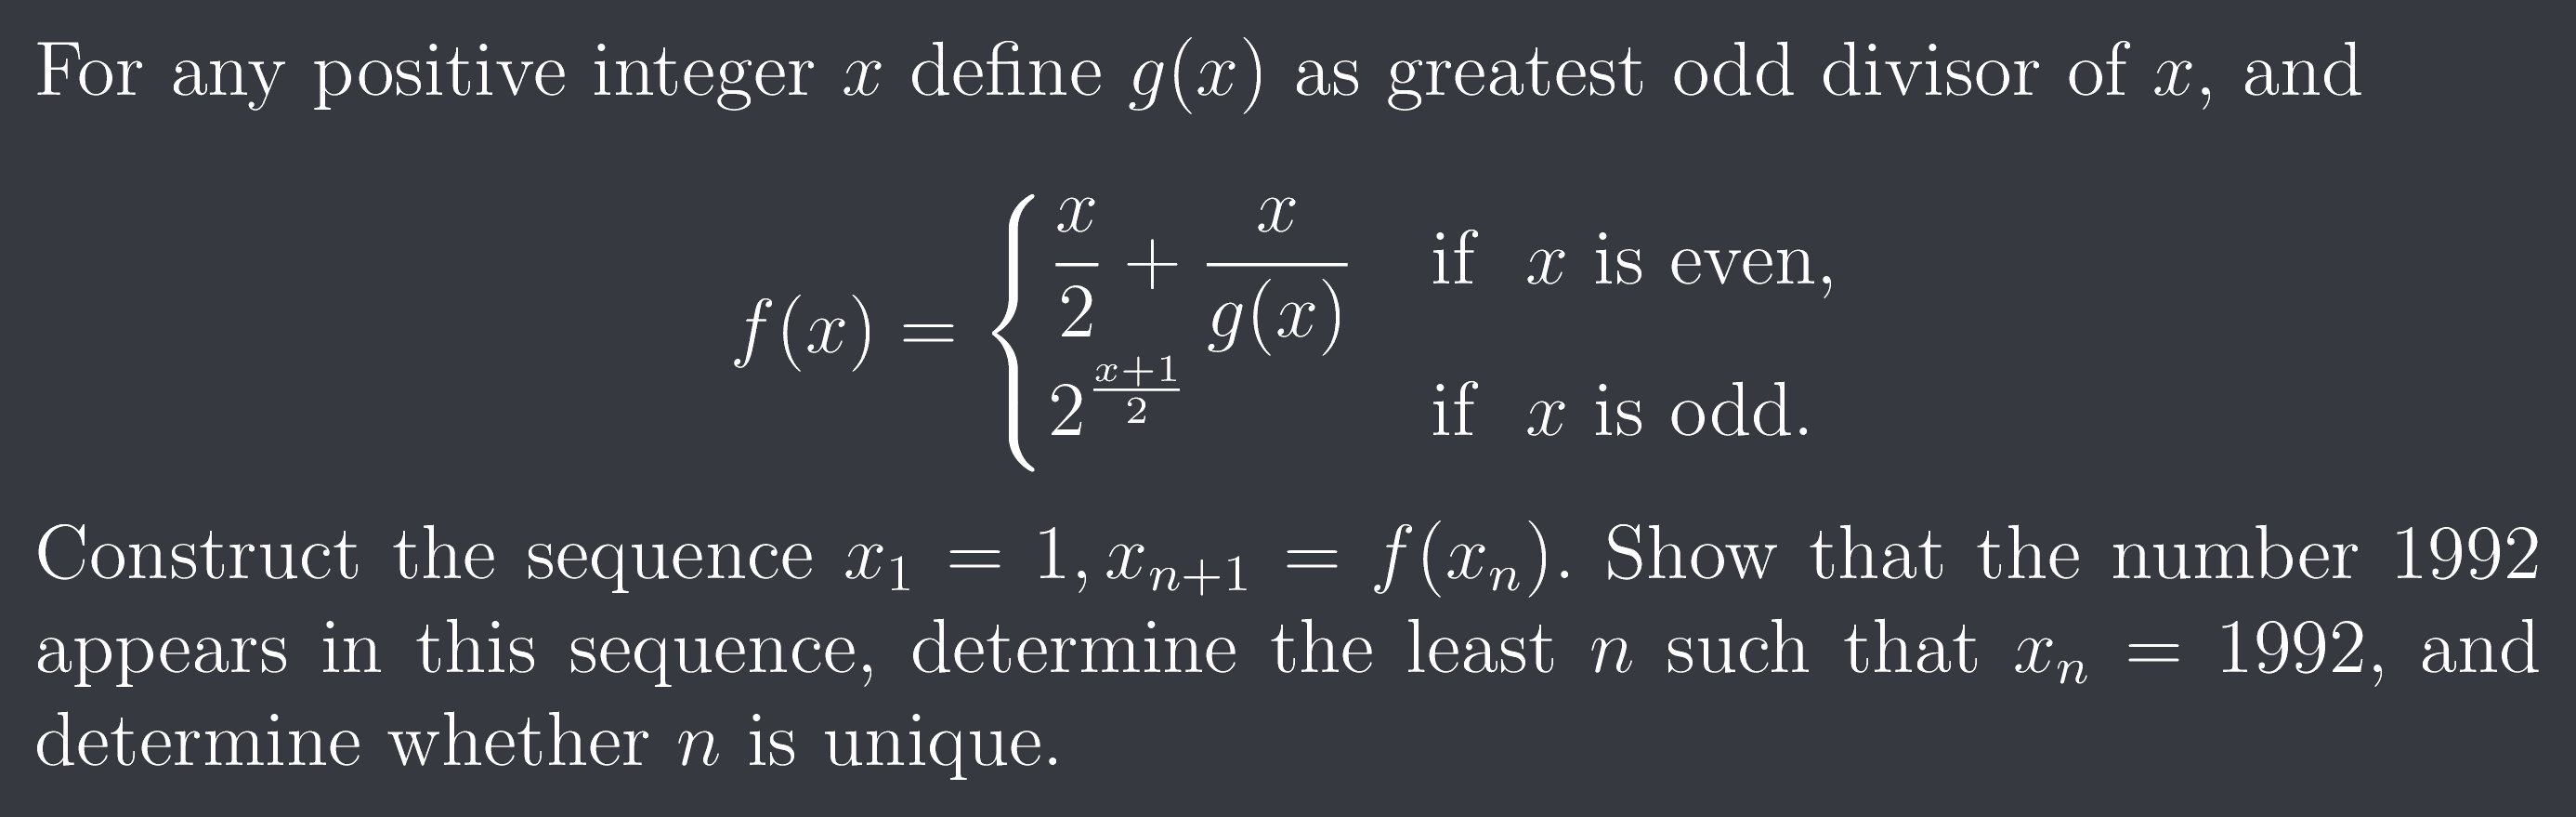 For any positive integer x define g(x) as greatest odd divisor of x, and
f(x) = { x/2 + x/g(x) if x is even,
2^{(x+1)/2} if x is odd.
Construct the sequence x_1 = 1, x_{n+1} = f(x_n). Show that the number 1992
appears in this sequence, determine the least n such that x_n = 1992, and
determine whether n is unique.